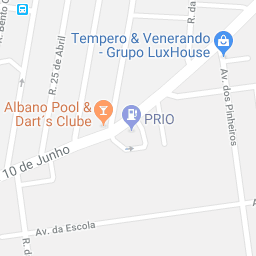 R. Bento C
R. 25 de Abril
Tempero & Venerando
- Grupo LuxHouse
Av. dos Pinheiros
Albano Pool &
Dart´s Clube
PRIO
10 de Junho
Av. da Escola
R. d